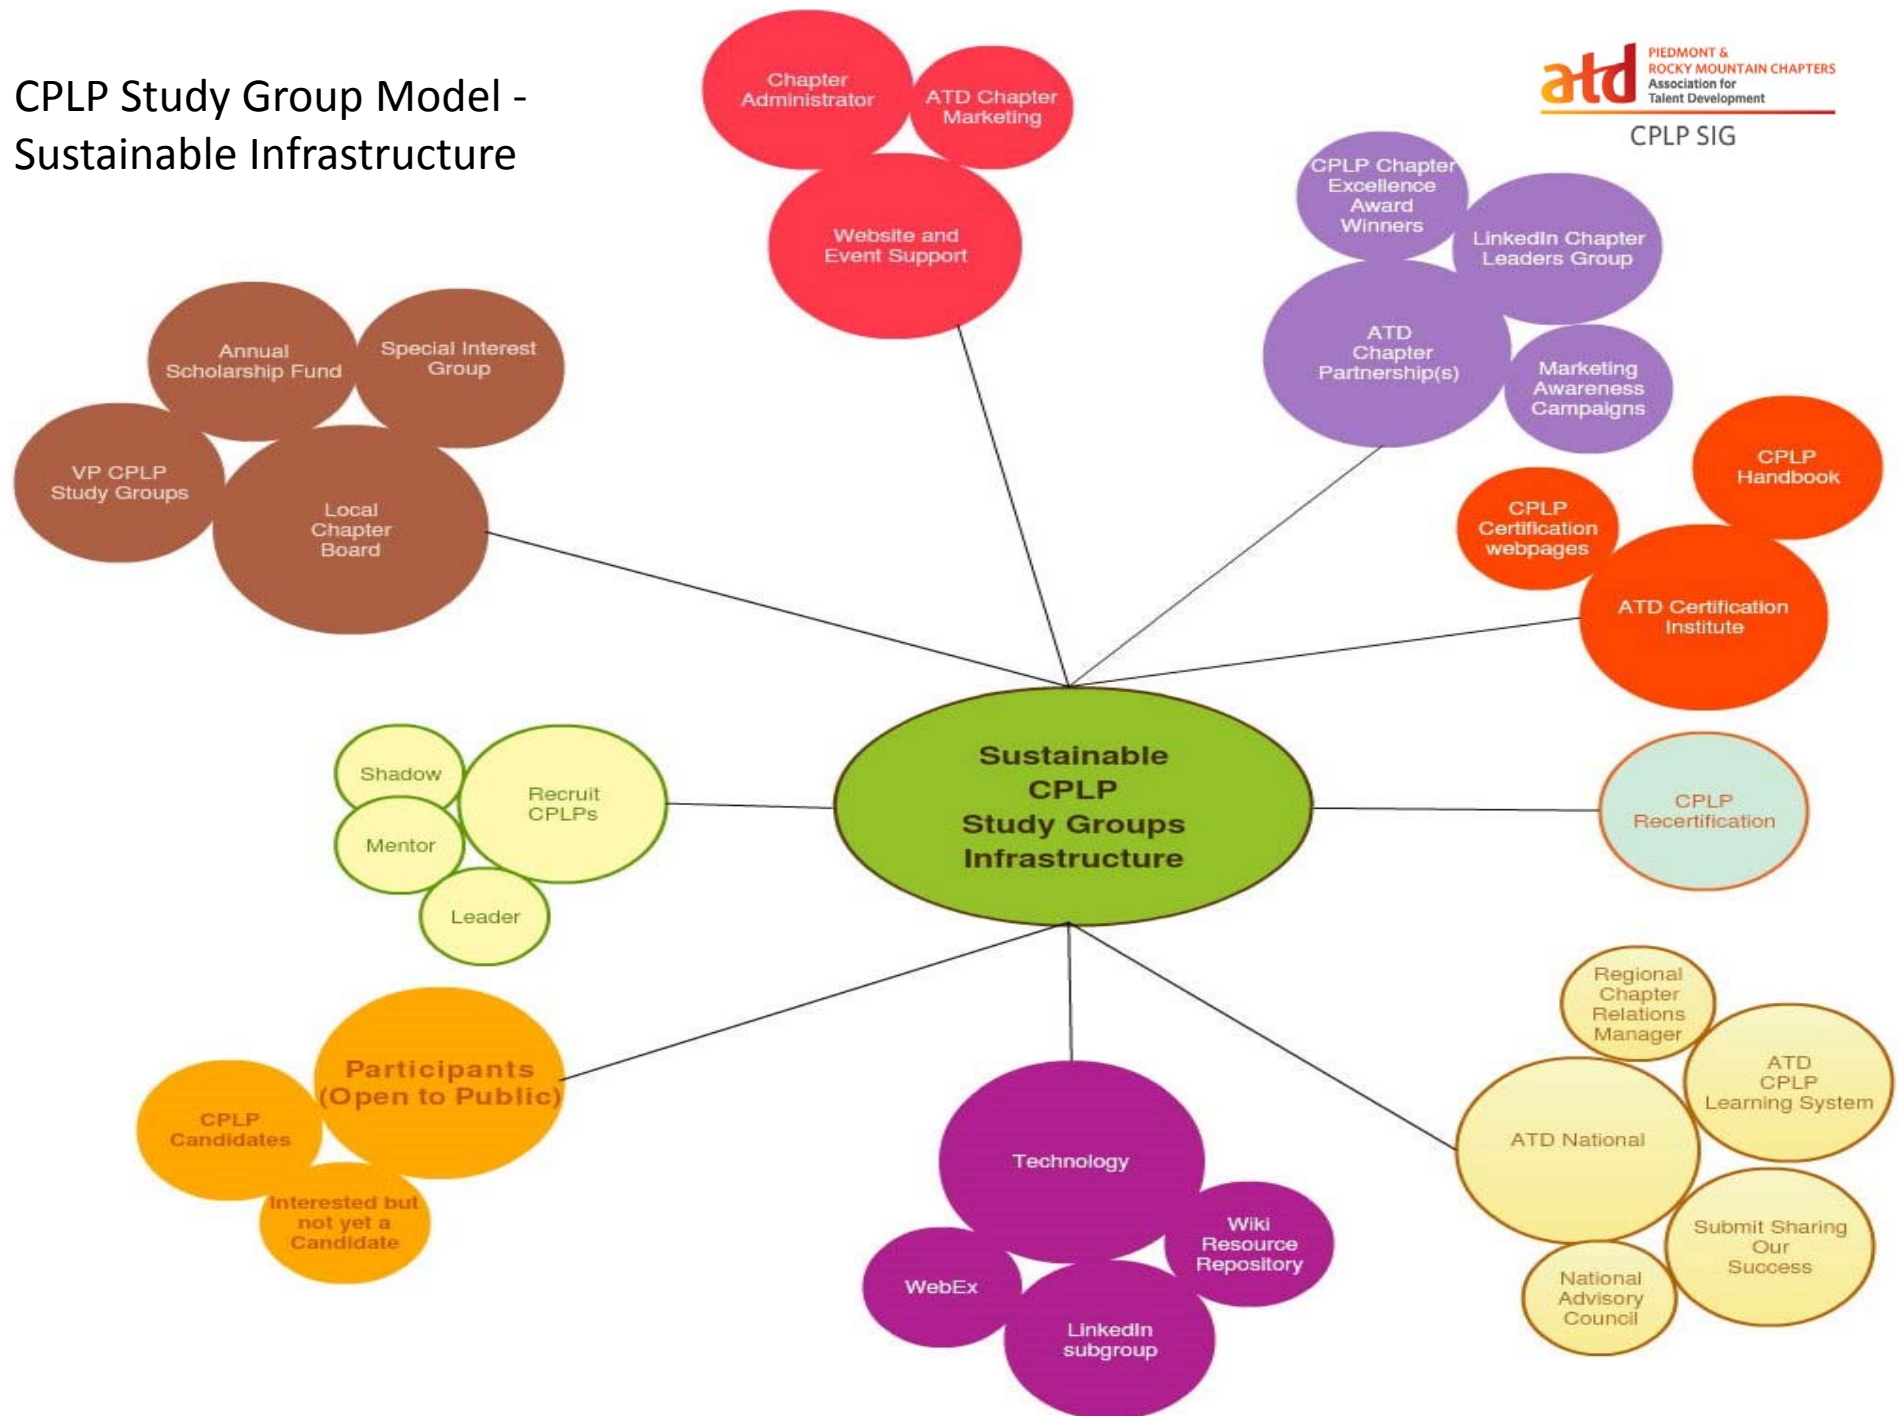 CPLP Study Group Model -
Sustainable Infrastructure
atd
PIEDMONT &
ROCKY MOUNTAIN CHAPTERS
Association for
Talent Development
CPLP SIG
Chapter
Administrator
ATD Chapter
Marketing
Website and
Event Support
CPLP Chapter
Excellence
Award
Winners
LinkedIn Chapter
Leaders Group
ATD
Chapter
Partnership(s)
Marketing
Awareness
Campaigns
Annual
Scholarship Fund
Special Interest
Group
VP CPLP
Study Groups
Local
Chapter
Board
CPLP
Handbook
CPLP
Certification
webpages
ATD Certification
Institute
Sustainable
CPLP
Study Groups
Infrastructure
Shadow
Recruit
CPLPs
Mentor
Leader
CPLP
Recertification
Participants
(Open to Public)
CPLP
Candidates
Interested but
not yet a
Candidate
Technology
Wiki
Resource
Repository
WebEx
LinkedIn
subgroup
Regional
Chapter
Relations
Manager
ATD
CPLP
Learning System
ATD National
Submit Sharing
Our
Success
National
Advisory
Council